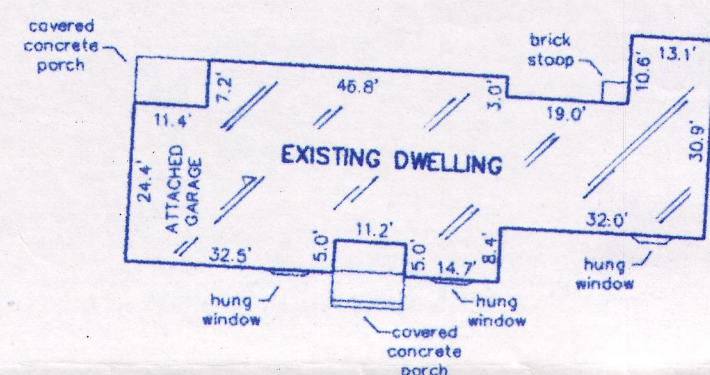 covered
concrete
porch
brick
stoop
13.1'
10.6'
7.2'
46.8'
3.0'
19.0'
11.4'
30.9'
24.4'
ATTACHED
GARAGE
EXISTING DWELLING
32.5'
5.0'
11.2'
5.0'
14.7'
8.4'
32.0'
hung
window
hung
window
hung
window
covered
concrete
porch